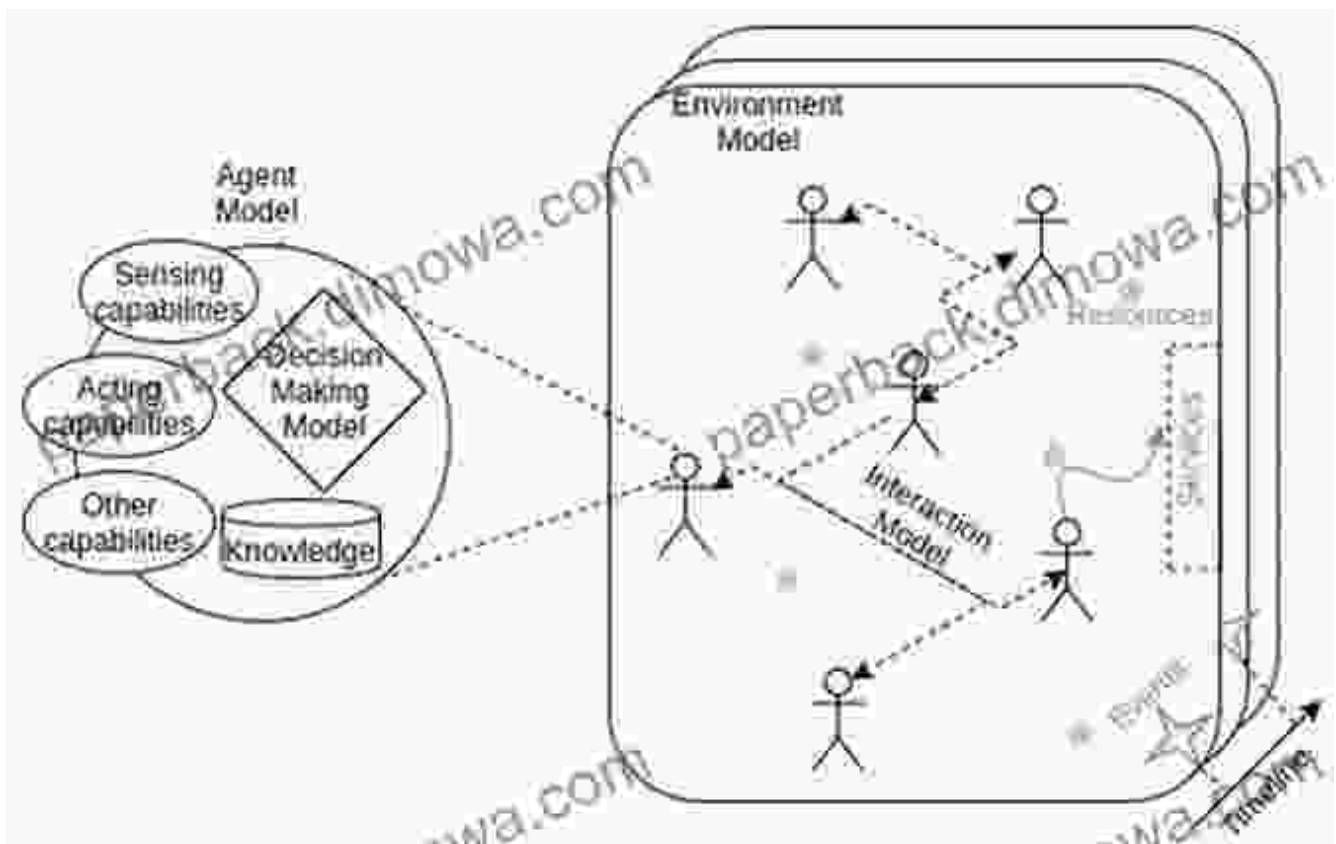 Environment
Model
Agent
Model
Sensing
capabilities
Decision
Making
Model
Acting
capabilities
Other
capabilities
Knowledge
Resources
Interaction
Model
Events
Timeline
paperback.dimowa.com
paperback.dimowa.com